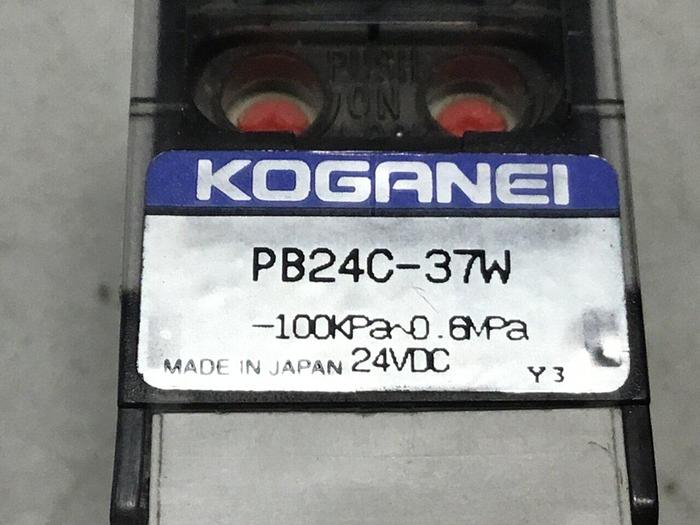 PUSH
ON
KOGANEI
PB24C-37W
-100KPa~0.6MPa
MADE IN JAPAN 24VDC
Y3